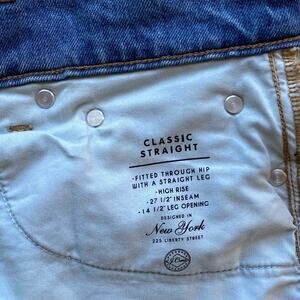 CLASSIC
STRAIGHT
•FITTED THROUGH HIP
WITH A STRAIGHT LEG
•HIGH RISE
•27 1/2" INSEAM
•14 1/2" LEG OPENING
DESIGNED IN
New York
225 LIBERTY STREET
J.Crew